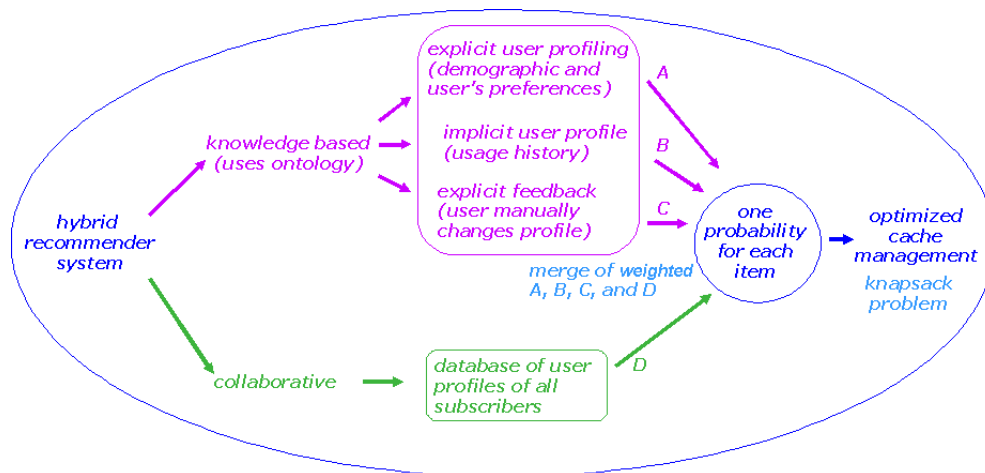 explicit user profiling
(demographic and
user's preferences)
A
implicit user profile
(usage history)
B
explicit feedback
(user manually
changes profile)
C
knowledge based
(uses ontology)
hybrid
recommender
system
one
probability
for each
item
optimized
cache
management
knapsack
problem
merge of weighted
A, B, C, and D
collaborative
database of user
profiles of all
subscribers
D